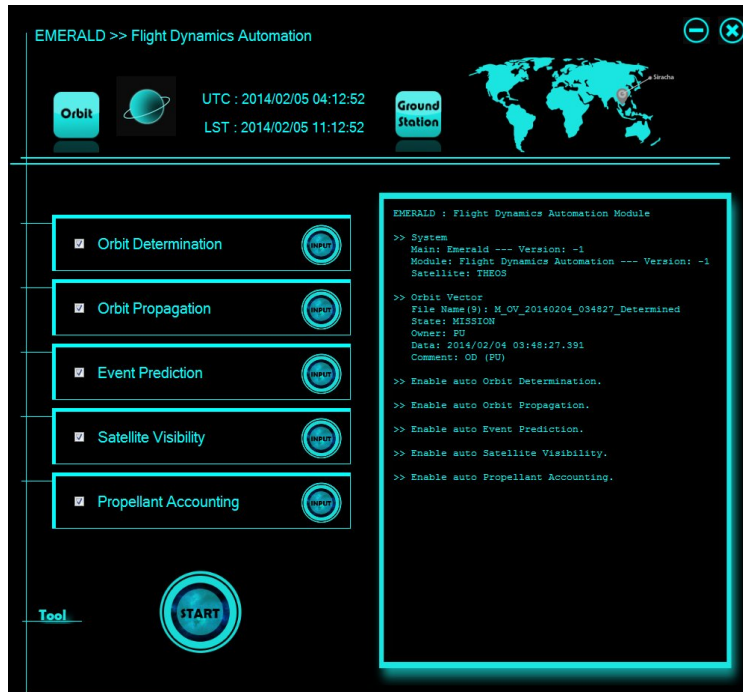 EMERALD >> Flight Dynamics Automation
Orbit
UTC : 2014/02/05 04:12:52
LST : 2014/02/05 11:12:52
Ground
Station
Siracha
Orbit Determination
INPUT
Orbit Propagation
INPUT
Event Prediction
INPUT
Satellite Visibility
INPUT
Propellant Accounting
INPUT
Tool
START
EMERALD : Flight Dynamics Automation Module
>> System
Main: Emerald --- Version: -1
Module: Flight Dynamics Automation --- Version: -1
Satellite: THEOS
>> Orbit Vector
File Name(9): M_OV_20140204_034827_Determined
State: MISSION
Owner: PU
Data: 2014/02/04 03:48:27.391
Comment: OD (PU)
>> Enable auto Orbit Determination.
>> Enable auto Orbit Propagation.
>> Enable auto Event Prediction.
>> Enable auto Satellite Visibility.
>> Enable auto Propellant Accounting.